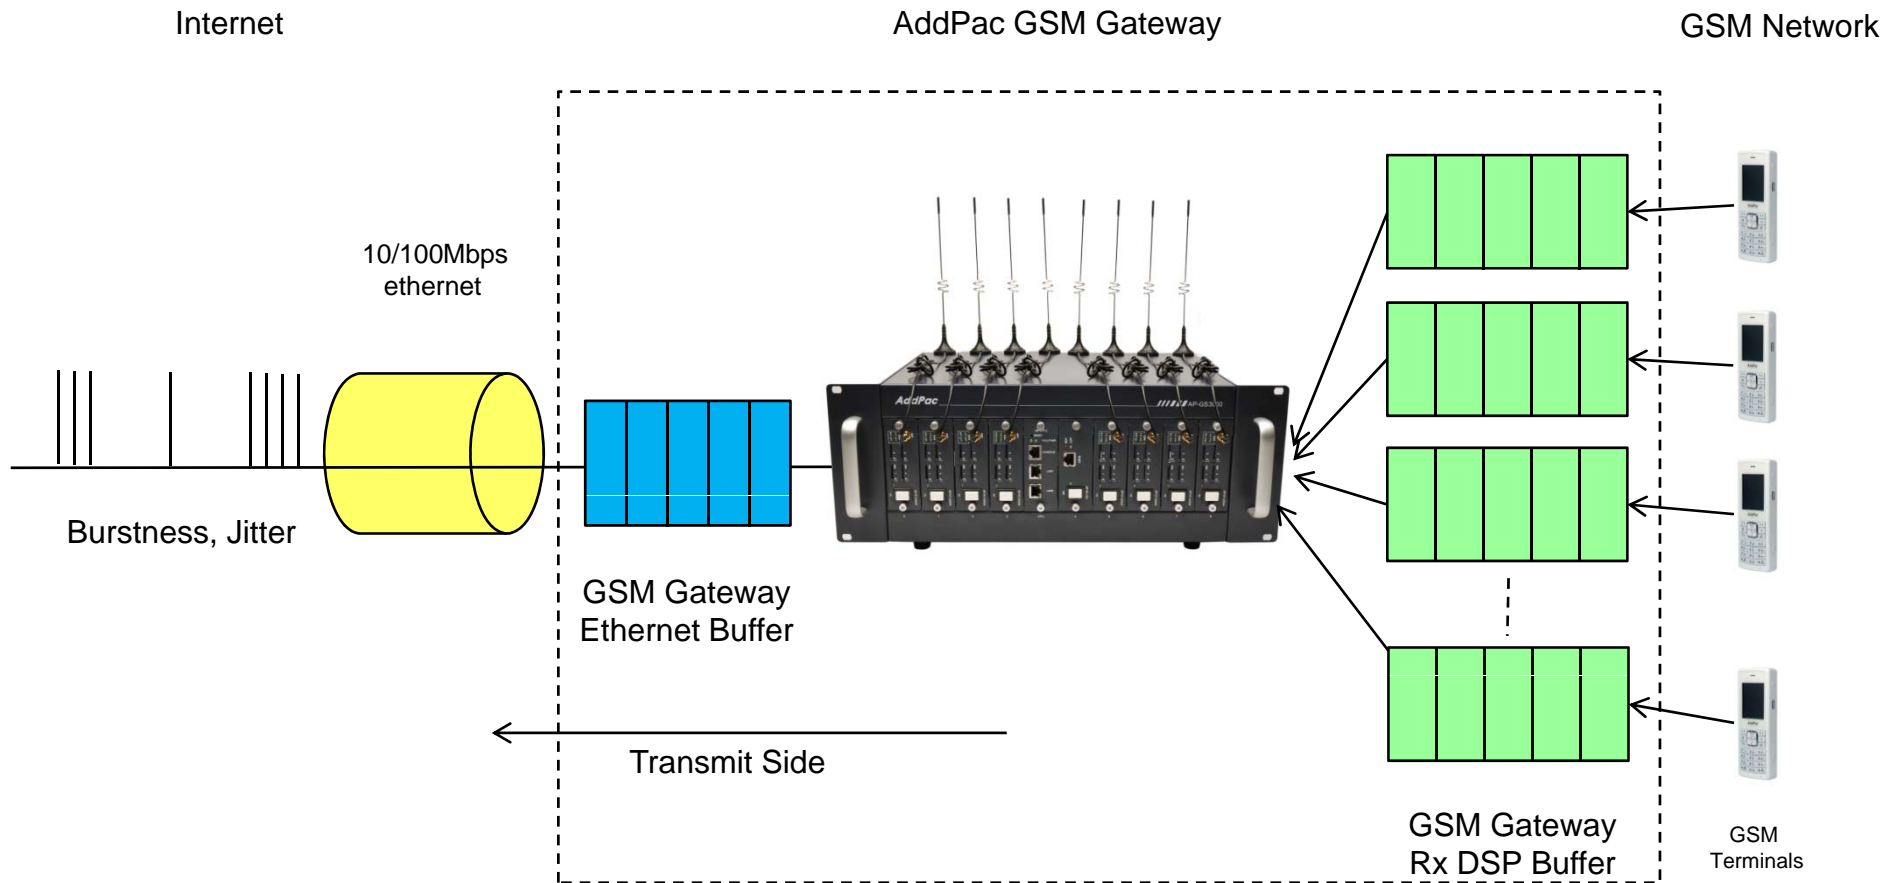 Internet
AddPac GSM Gateway
GSM Network
10/100Mbps
ethernet
AddPac
Burstness, Jitter
GSM Gateway
Ethernet Buffer
Transmit Side
GSM Gateway
Rx DSP Buffer
GSM
Terminals